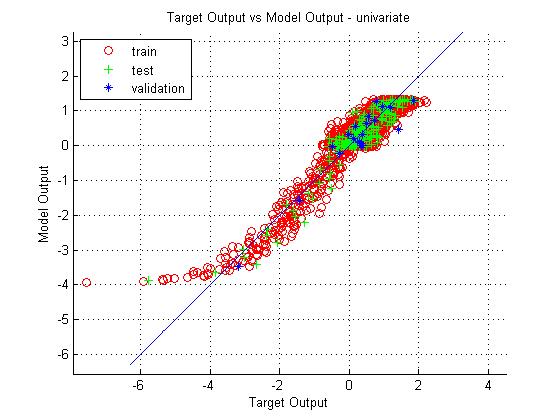 Target Output vs Model Output - univariate
train
test
validation
3
2
1
0
-1
-2
-3
-4
-5
-6
Model Output
-6
-4
-2
0
2
4
Target Output